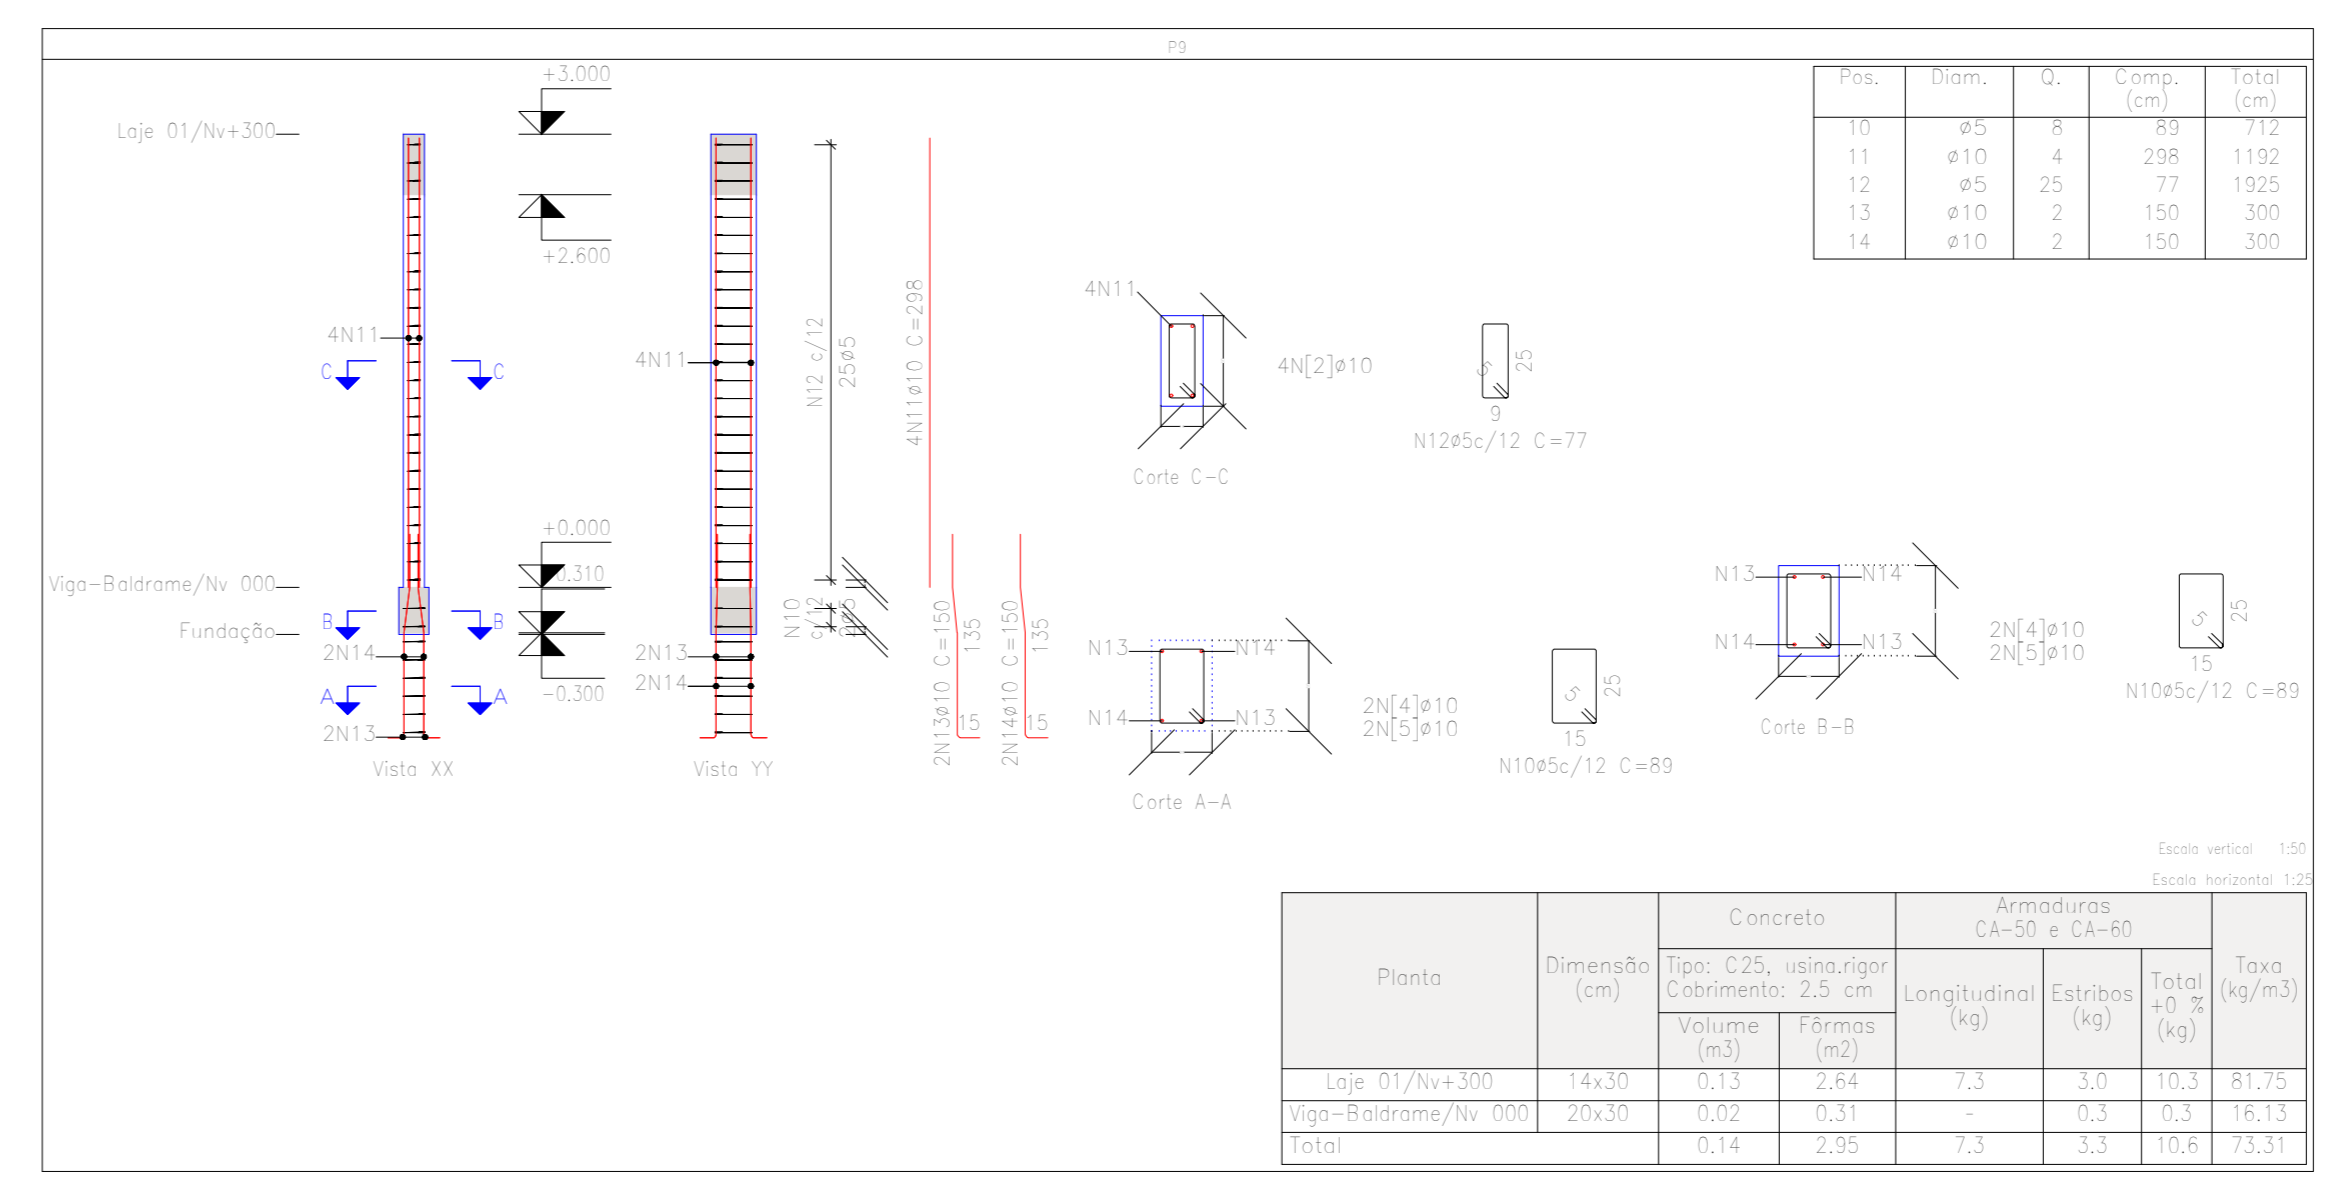 P9
+3.000
Laje 01/Nv+300
+2.600
4N11
C C
+0.000
0.310
Viga-Baldrame/Nv 000
B B
Fundação
2N14
A A
-0.300
2N13
Vista XX
4N11
N12 c/12
25ø5
N10
c/12
2ø5
2N13
2N14
Vista YY
4N11ø10 C=298
2N13ø10 C=150
135
15
2N14ø10 C=150
135
15
4N11
4N[2]ø10
Corte C-C
5
25
9
N12ø5c/12 C=77
N13 N14
N14 N13
2N[4]ø10
2N[5]ø10
Corte A-A
5
25
15
N10ø5c/12 C=89
N13 N14
N14 N13
2N[4]ø10
2N[5]ø10
Corte B-B
5
25
15
N10ø5c/12 C=89
Pos. Diam. Q. Comp. (cm) Total (cm)
10 ø5 8 89 712
11 ø10 4 298 1192
12 ø5 25 77 1925
13 ø10 2 150 300
14 ø10 2 150 300
Escala vertical 1:50
Escala horizontal 1:25
Planta
Dimensão
(cm)
Concreto
Tipo: C25, usina.rigor
Cobrimento: 2.5 cm
Volume
(m3)
Fôrmas
(m2)
Armaduras
CA-50 e CA-60
Longitudinal
(kg)
Estribos
(kg)
Total
+0 %
(kg)
Taxa
(kg/m3)
Laje 01/Nv+300 14x30 0.13 2.64 7.3 3.0 10.3 81.75
Viga-Baldrame/Nv 000 20x30 0.02 0.31 - 0.3 0.3 16.13
Total 0.14 2.95 7.3 3.3 10.6 73.31